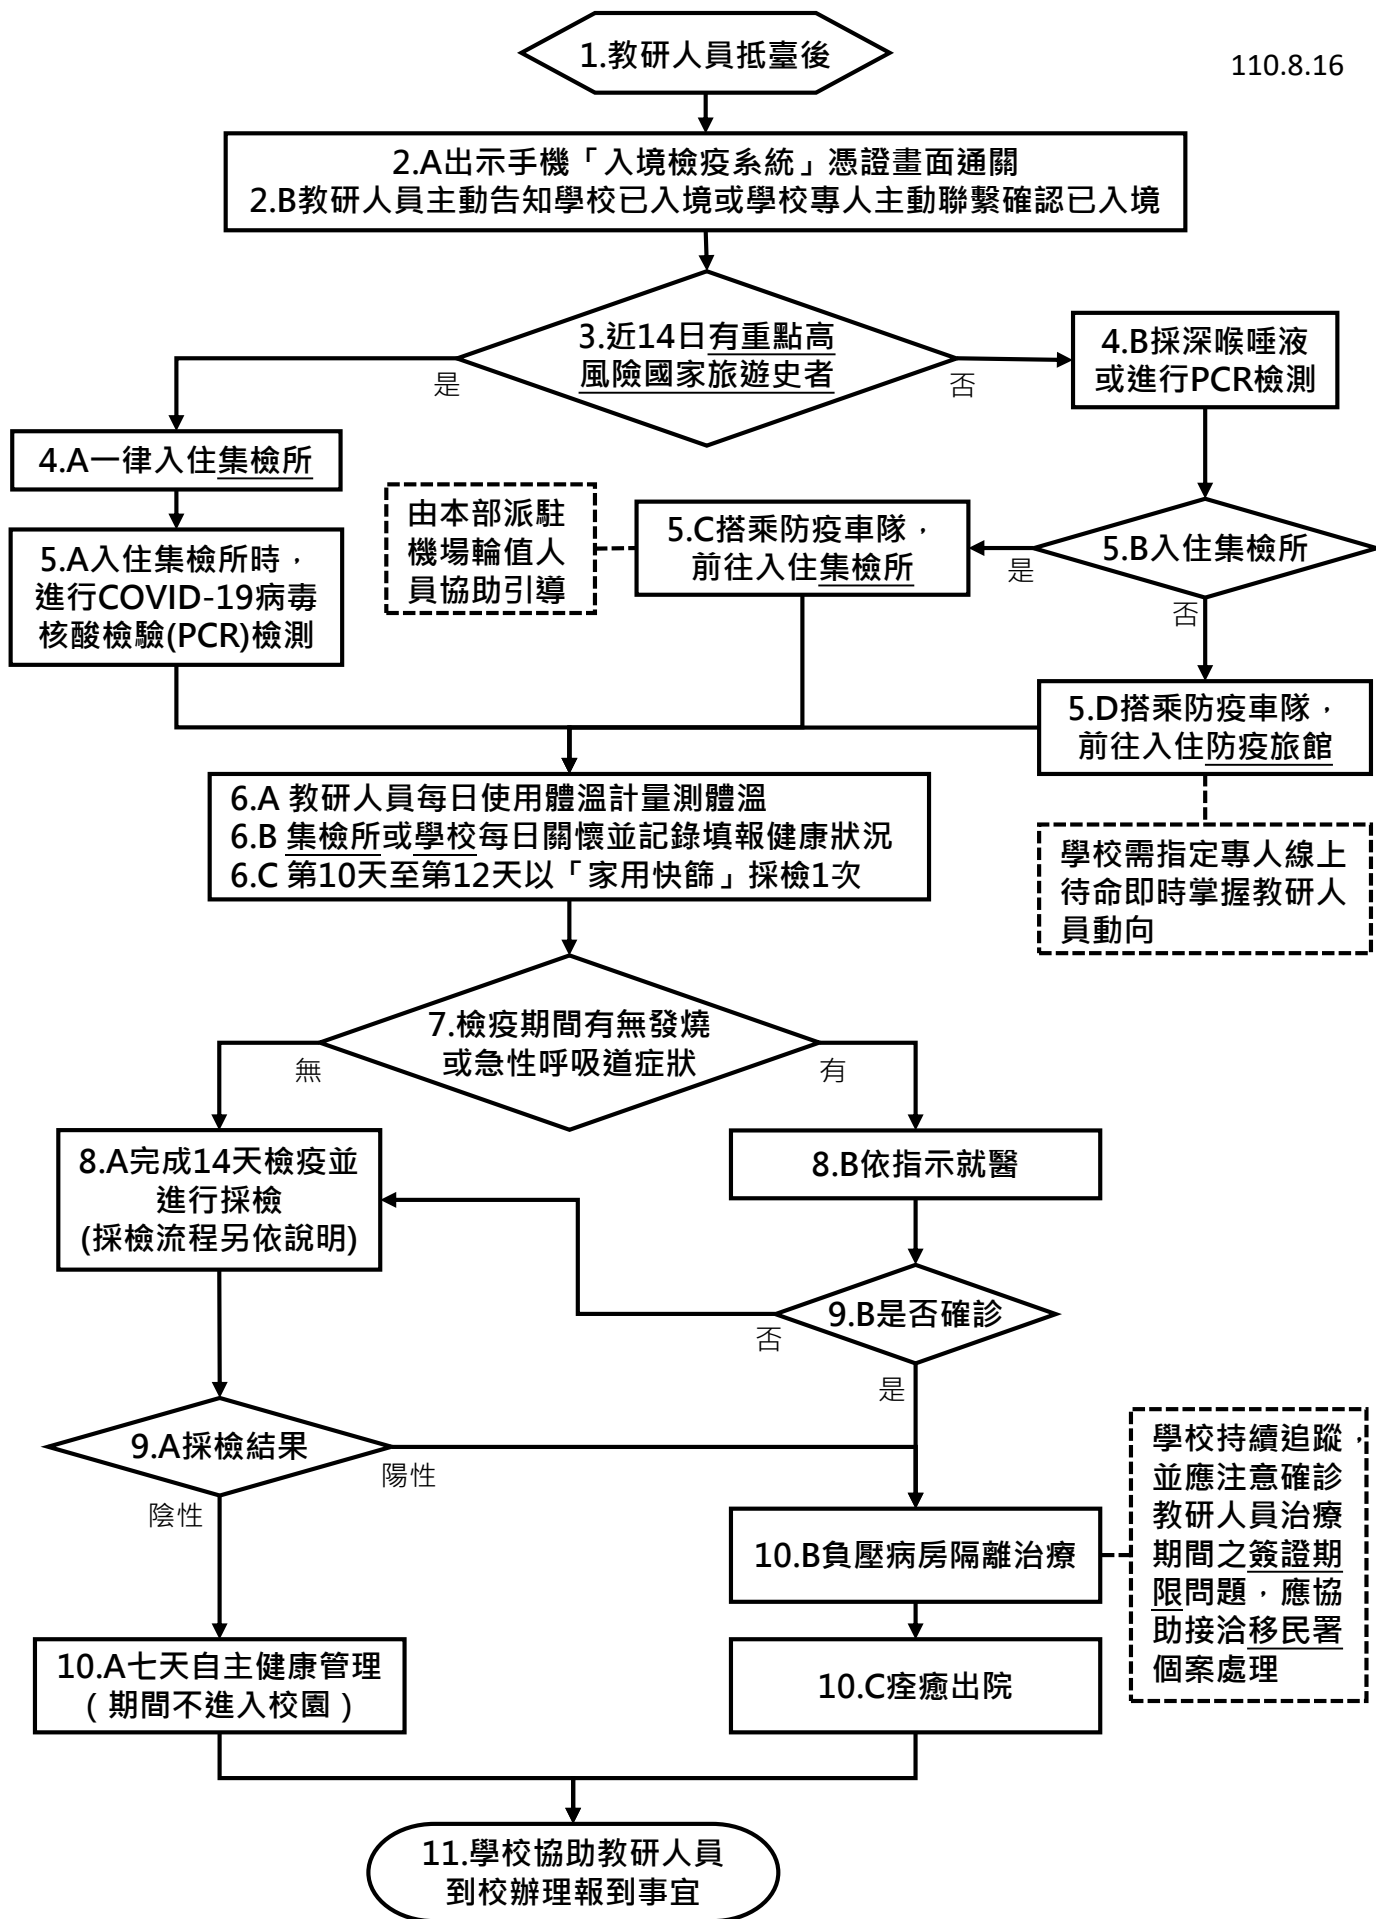 1.教研人員抵臺後
110.8.16
2.A出示手機「入境檢疫系統」憑證畫面通關
2.B教研人員主動告知學校已入境或學校專人主動聯繫確認已入境
3.近14日有重點高
風險國家旅遊史者
是
否
4.B採深喉唾液
或進行PCR檢測
4.A一律入住集檢所
由本部派駐
機場輪值人
員協助引導
5.C搭乘防疫車隊，
前往入住集檢所
是
5.B入住集檢所
否
5.A入住集檢所時，
進行COVID-19病毒
核酸檢驗(PCR)檢測
5.D搭乘防疫車隊，
前往入住防疫旅館
6.A 教研人員每日使用體溫計量測體溫
6.B 集檢所或學校每日關懷並記錄填報健康狀況
6.C 第10天至第12天以「家用快篩」採檢1次
學校需指定專人線上
待命即時掌握教研人
員動向
7.檢疫期間有無發燒
或急性呼吸道症狀
無
有
8.A完成14天檢疫並
進行採檢
(採檢流程另依說明)
8.B依指示就醫
9.B是否確診
否
是
9.A採檢結果
陽性
陰性
學校持續追蹤，
並應注意確診
教研人員治療
期間之簽證期
限問題，應協
助接洽移民署
個案處理
10.B負壓病房隔離治療
10.A七天自主健康管理
（期間不進入校園）
10.C痊癒出院
11.學校協助教研人員
到校辦理報到事宜